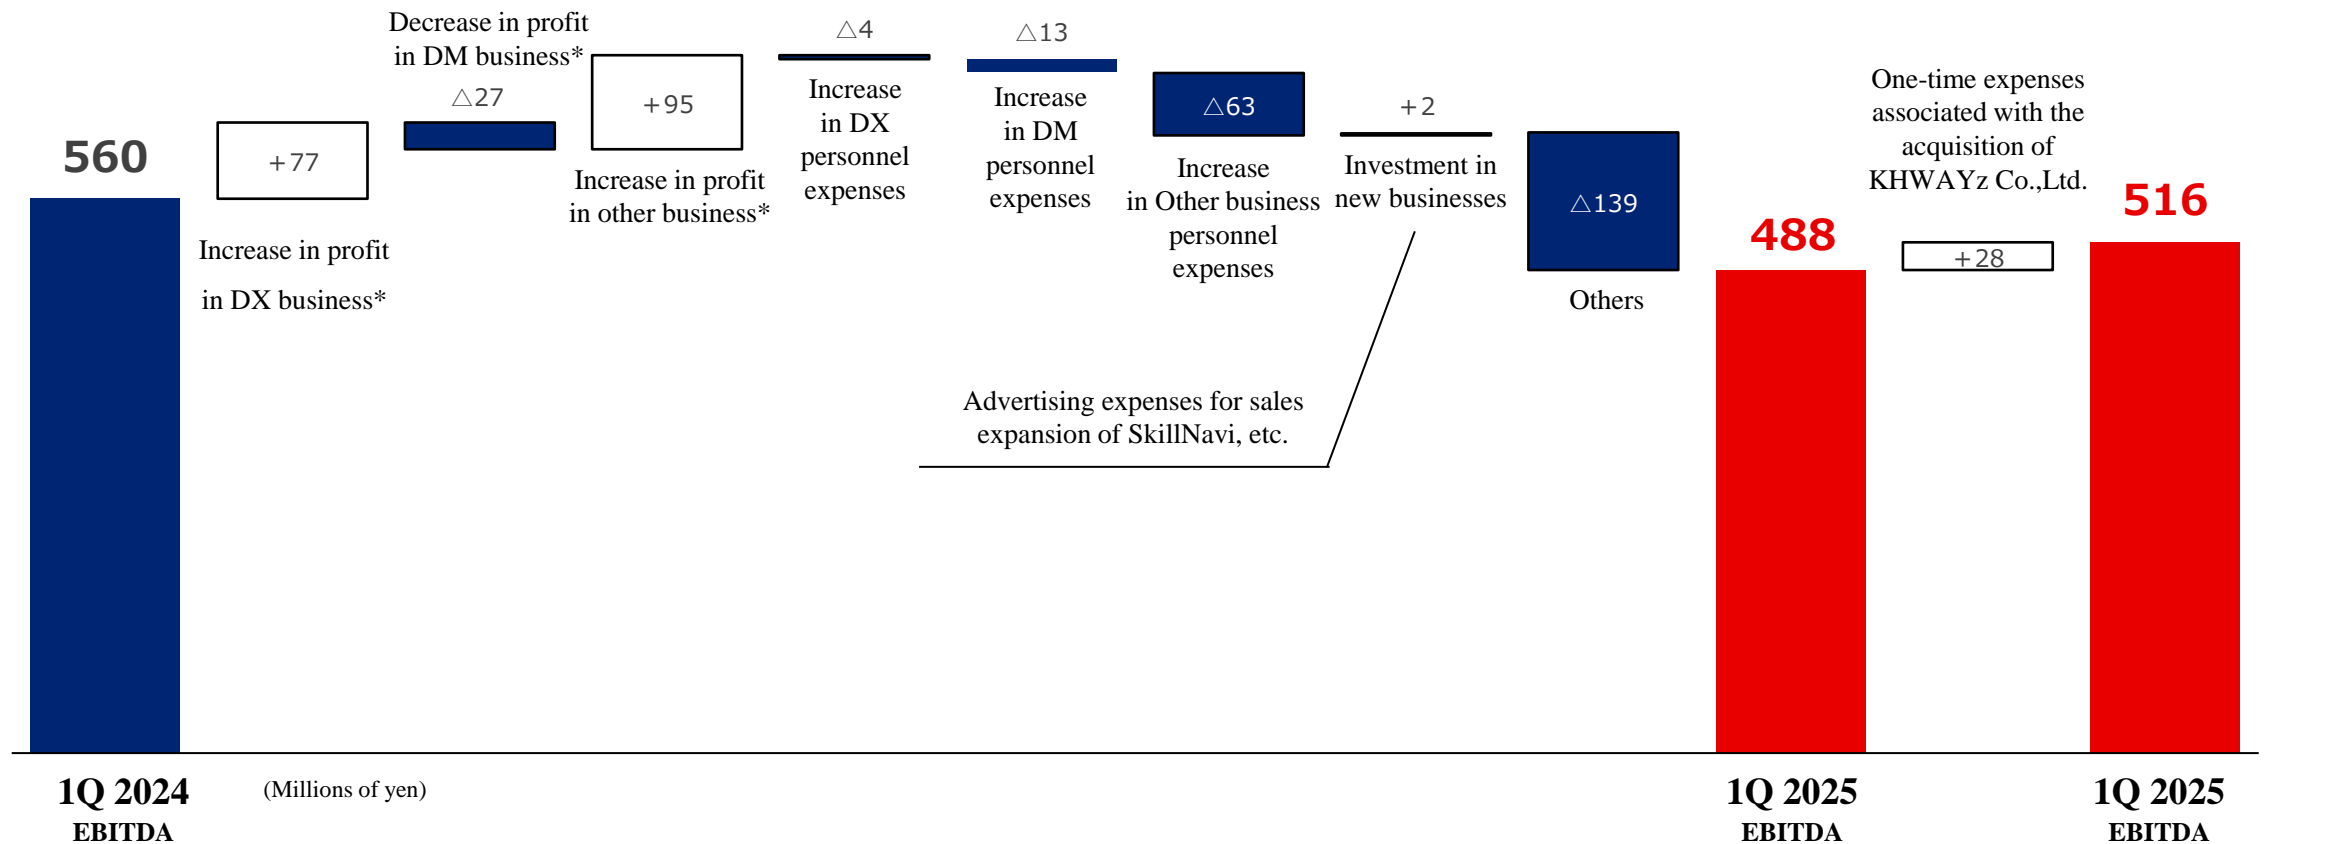 560
+77
Increase in profit
in DX business*
Decrease in profit
in DM business*
△27
+95
Increase in profit
in other business*
△4
Increase
in DX
personnel
expenses
△13
Increase
in DM
personnel
expenses
△63
Increase
in Other business
personnel
expenses
+2
Investment in
new businesses
Advertising expenses for sales
expansion of SkillNavi, etc.
△139
Others
488
One-time expenses
associated with the
acquisition of
KHWAYz Co.,Ltd.
+28
516
1Q 2024
EBITDA
(Millions of yen)
1Q 2025
EBITDA
1Q 2025
EBITDA